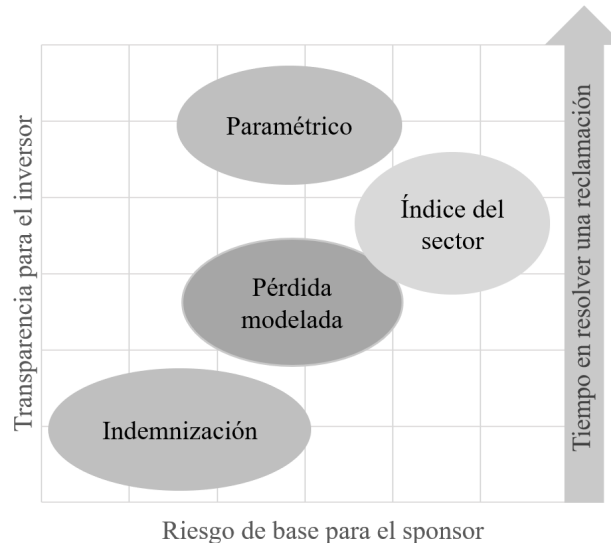 Transparencia para el inversor
Paramétrico
Índice del
sector
Pérdida
modelada
Indemnización
Tiempo en resolver una reclamación
Riesgo de base para el sponsor